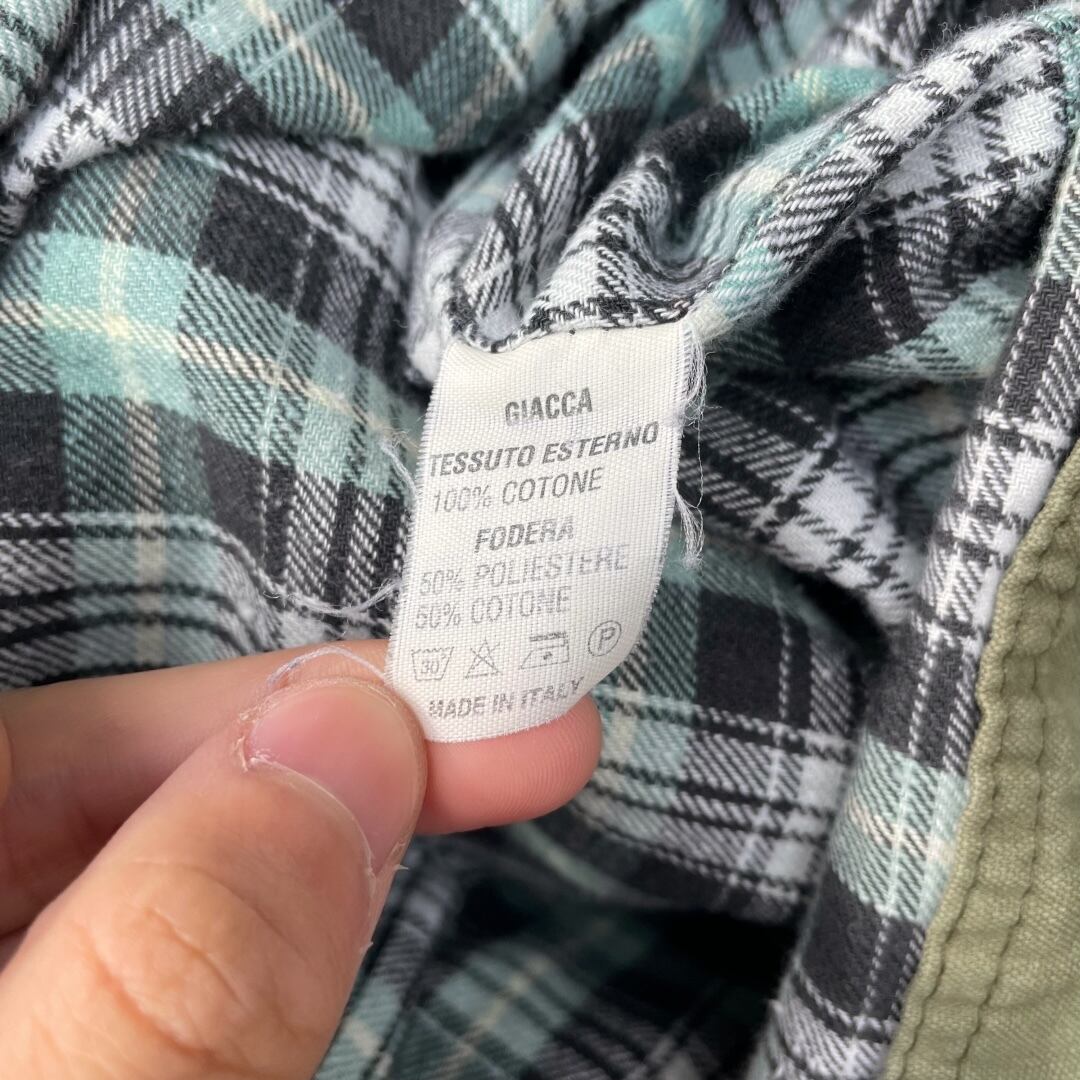 GIACCA
TESSUTO ESTERNO
100% COTONE
FODERA
50% POLIESTERE
50% COTONE
30 P
MADE IN ITALY